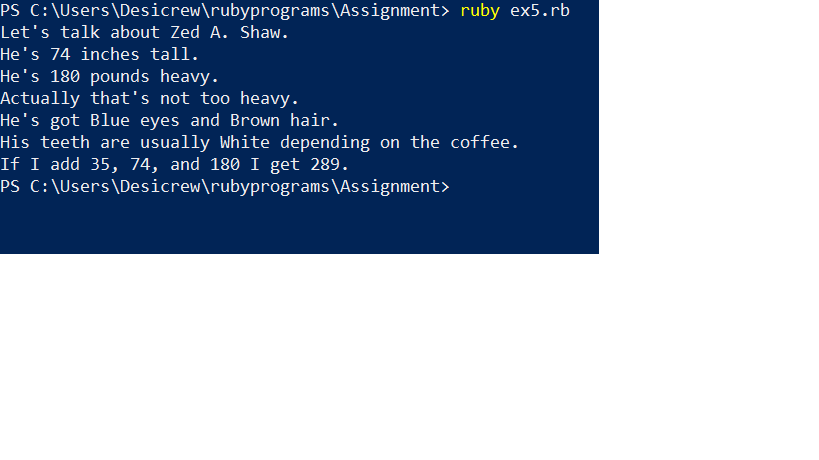 PS C:\Users\Desicrew\rubyprograms\Assignment> ruby ex5.rb
Let's talk about Zed A. Shaw.
He's 74 inches tall.
He's 180 pounds heavy.
Actually that's not too heavy.
He's got Blue eyes and Brown hair.
His teeth are usually White depending on the coffee.
If I add 35, 74, and 180 I get 289.
PS C:\Users\Desicrew\rubyprograms\Assignment>